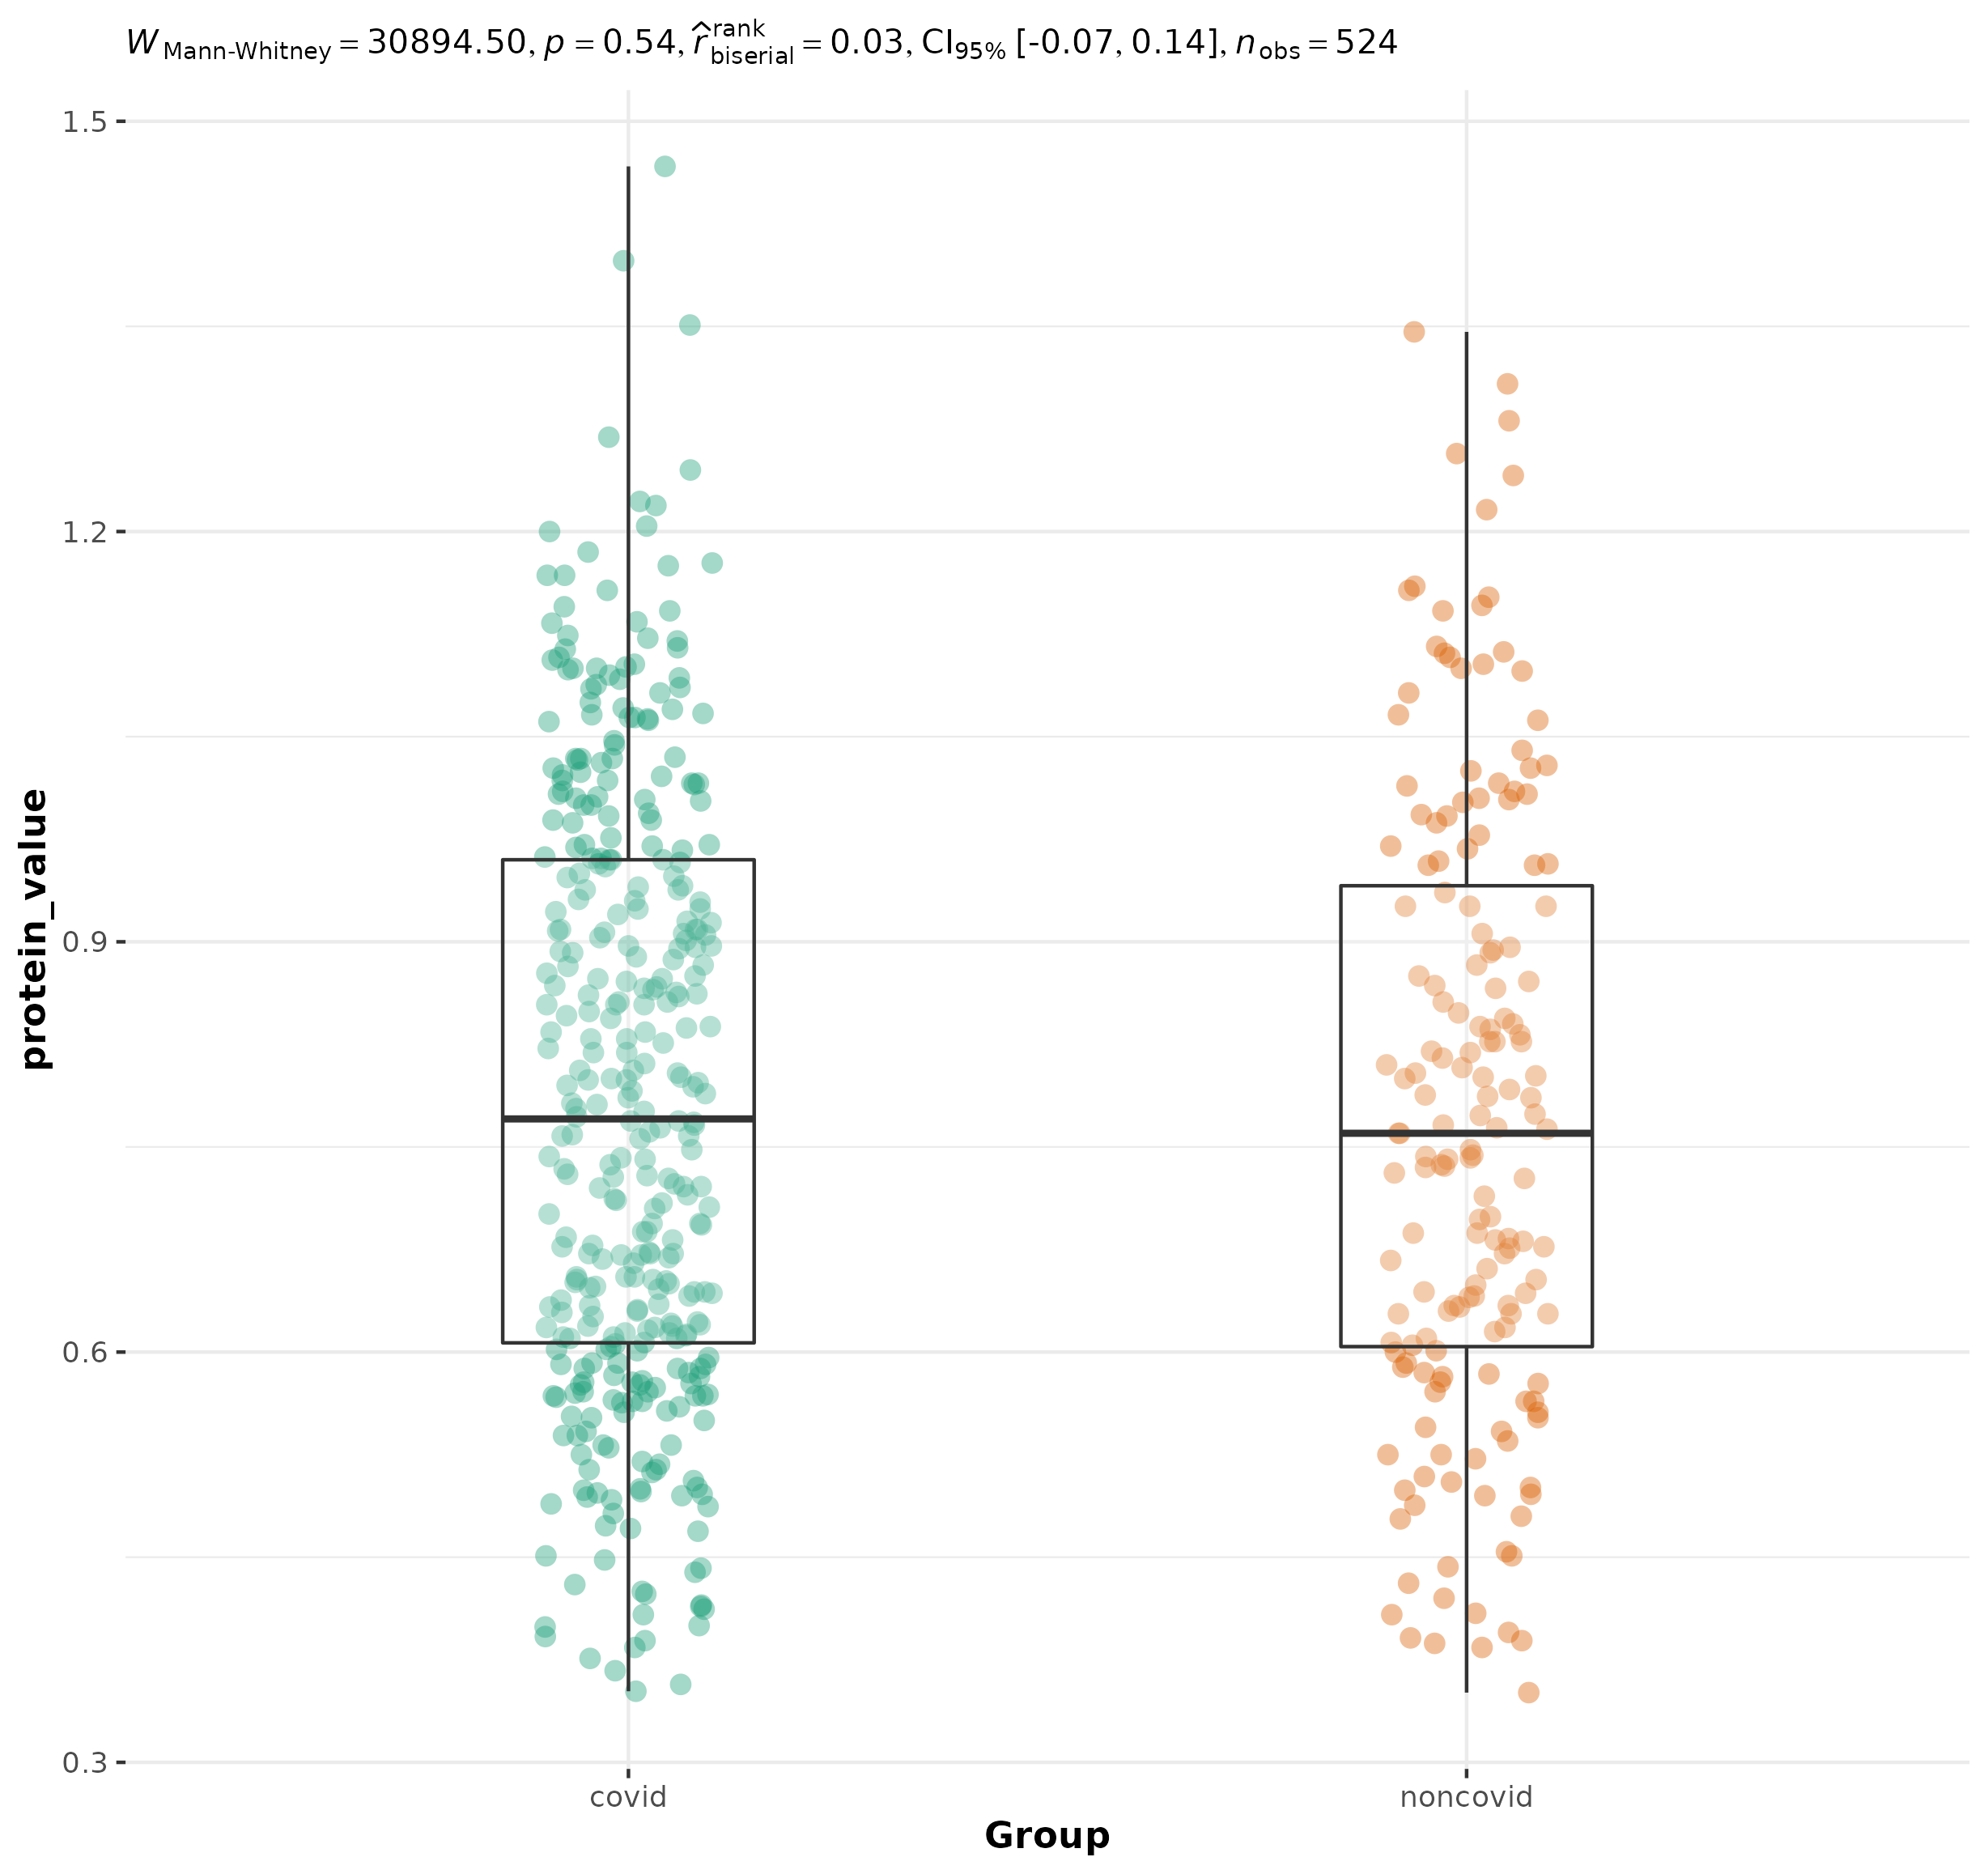 W Mann-Whitney = 30894.50, p = 0.54, r̂ rank biserial = 0.03, CI95% [-0.07, 0.14], n obs = 524
1.5
1.2
0.9
0.6
0.3
protein_value
covid noncovid
Group